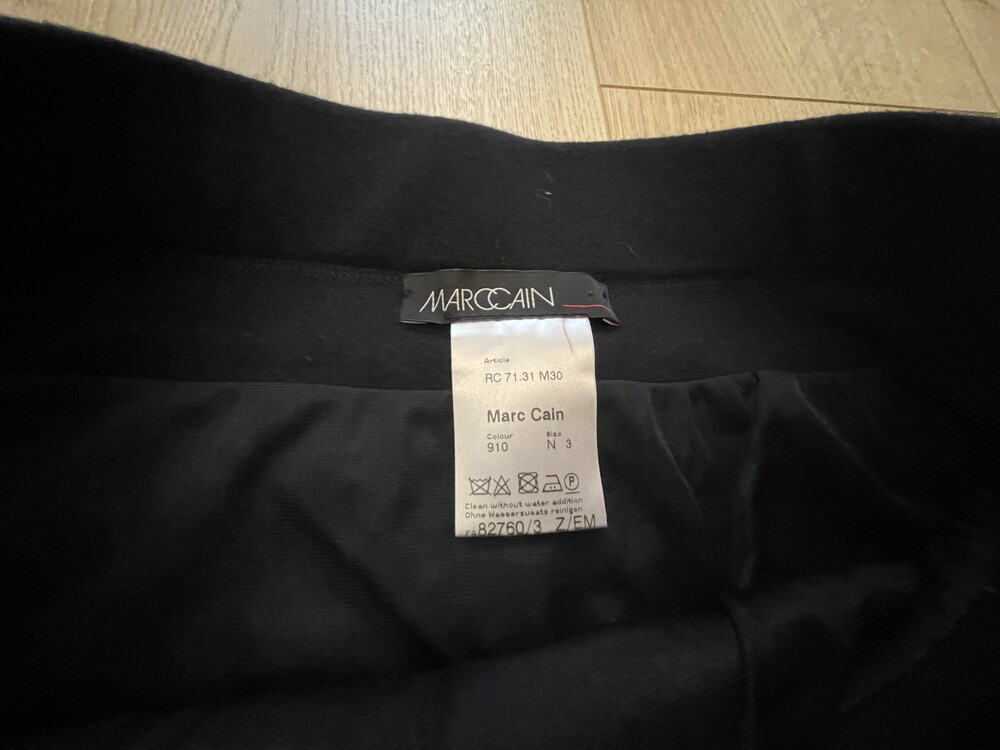 MARCCAIN
Article
RC 71.31 M30
Marc Cain
Colour Size
910 N 3
P
Clean without water addition
Ohne Wasserzusatz reinigen
FA 82760/3 Z/EM